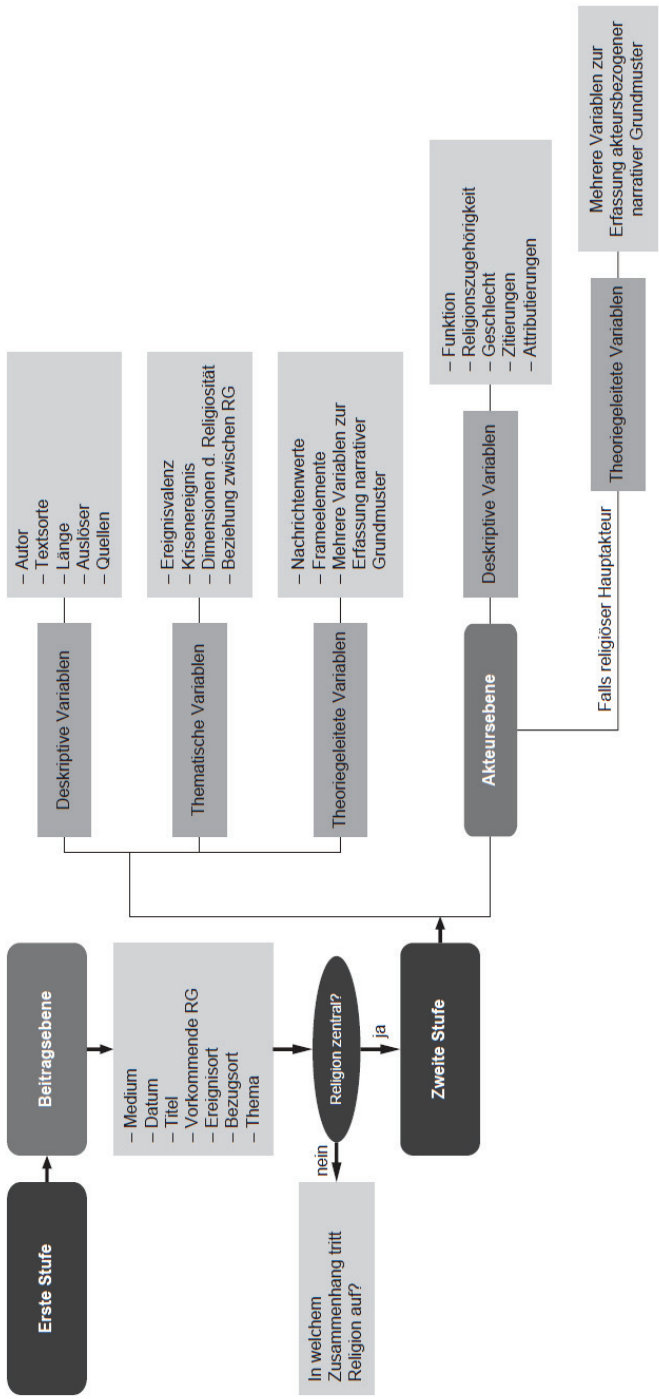 Erste Stufe
Beitragsebene
– Medium
– Datum
– Titel
– Vorkommende RG
– Ereignisort
– Bezugsort
– Thema
Religion zentral?
nein
In welchem
Zusammenhang tritt
Religion auf?
ja
Zweite Stufe
Deskriptive Variablen
– Autor
– Textsorte
– Länge
– Auslöser
– Quellen
Thematische Variablen
– Ereignisvalenz
– Krisenereignis
– Dimensionen d. Religiosität
– Beziehung zwischen RG
Theoriegeleitete Variablen
– Nachrichtenwerte
– Frameelemente
– Mehrere Variablen zur
Erfassung narrativer
Grundmuster
Akteursebene
Deskriptive Variablen
– Funktion
– Religionszugehörigkeit
– Geschlecht
– Zitierungen
– Attributierungen
Falls religiöser Hauptakteur
Theoriegeleitete Variablen
Mehrere Variablen zur
Erfassung akteursbezogener
narrativer Grundmuster